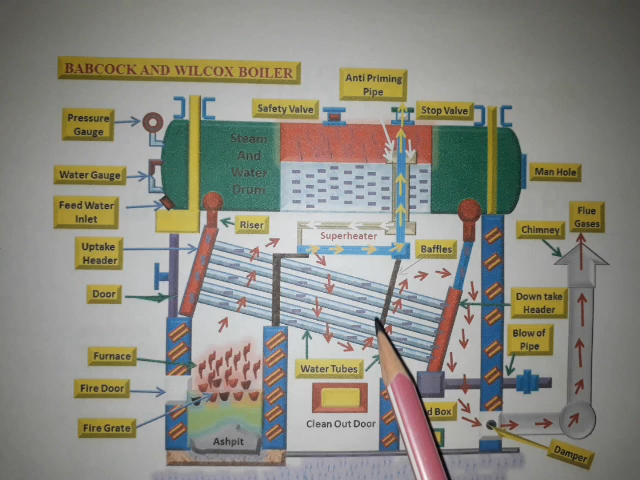 BABCOCK AND WILCOX BOILER
Anti Priming
Pipe
Safety Valve
Stop Valve
Pressure
Gauge
Steam
And
Water
Drum
Water Gauge
Man Hole
Feed Water
Inlet
Riser
Flue
Gases
Chimney
Superheater
Uptake
Header
Baffles
Door
Down take
Header
Blow of
Pipe
Furnace
Water Tubes
Fire Door
d Box
Clean Out Door
Fire Grate
Ashpit
Damper